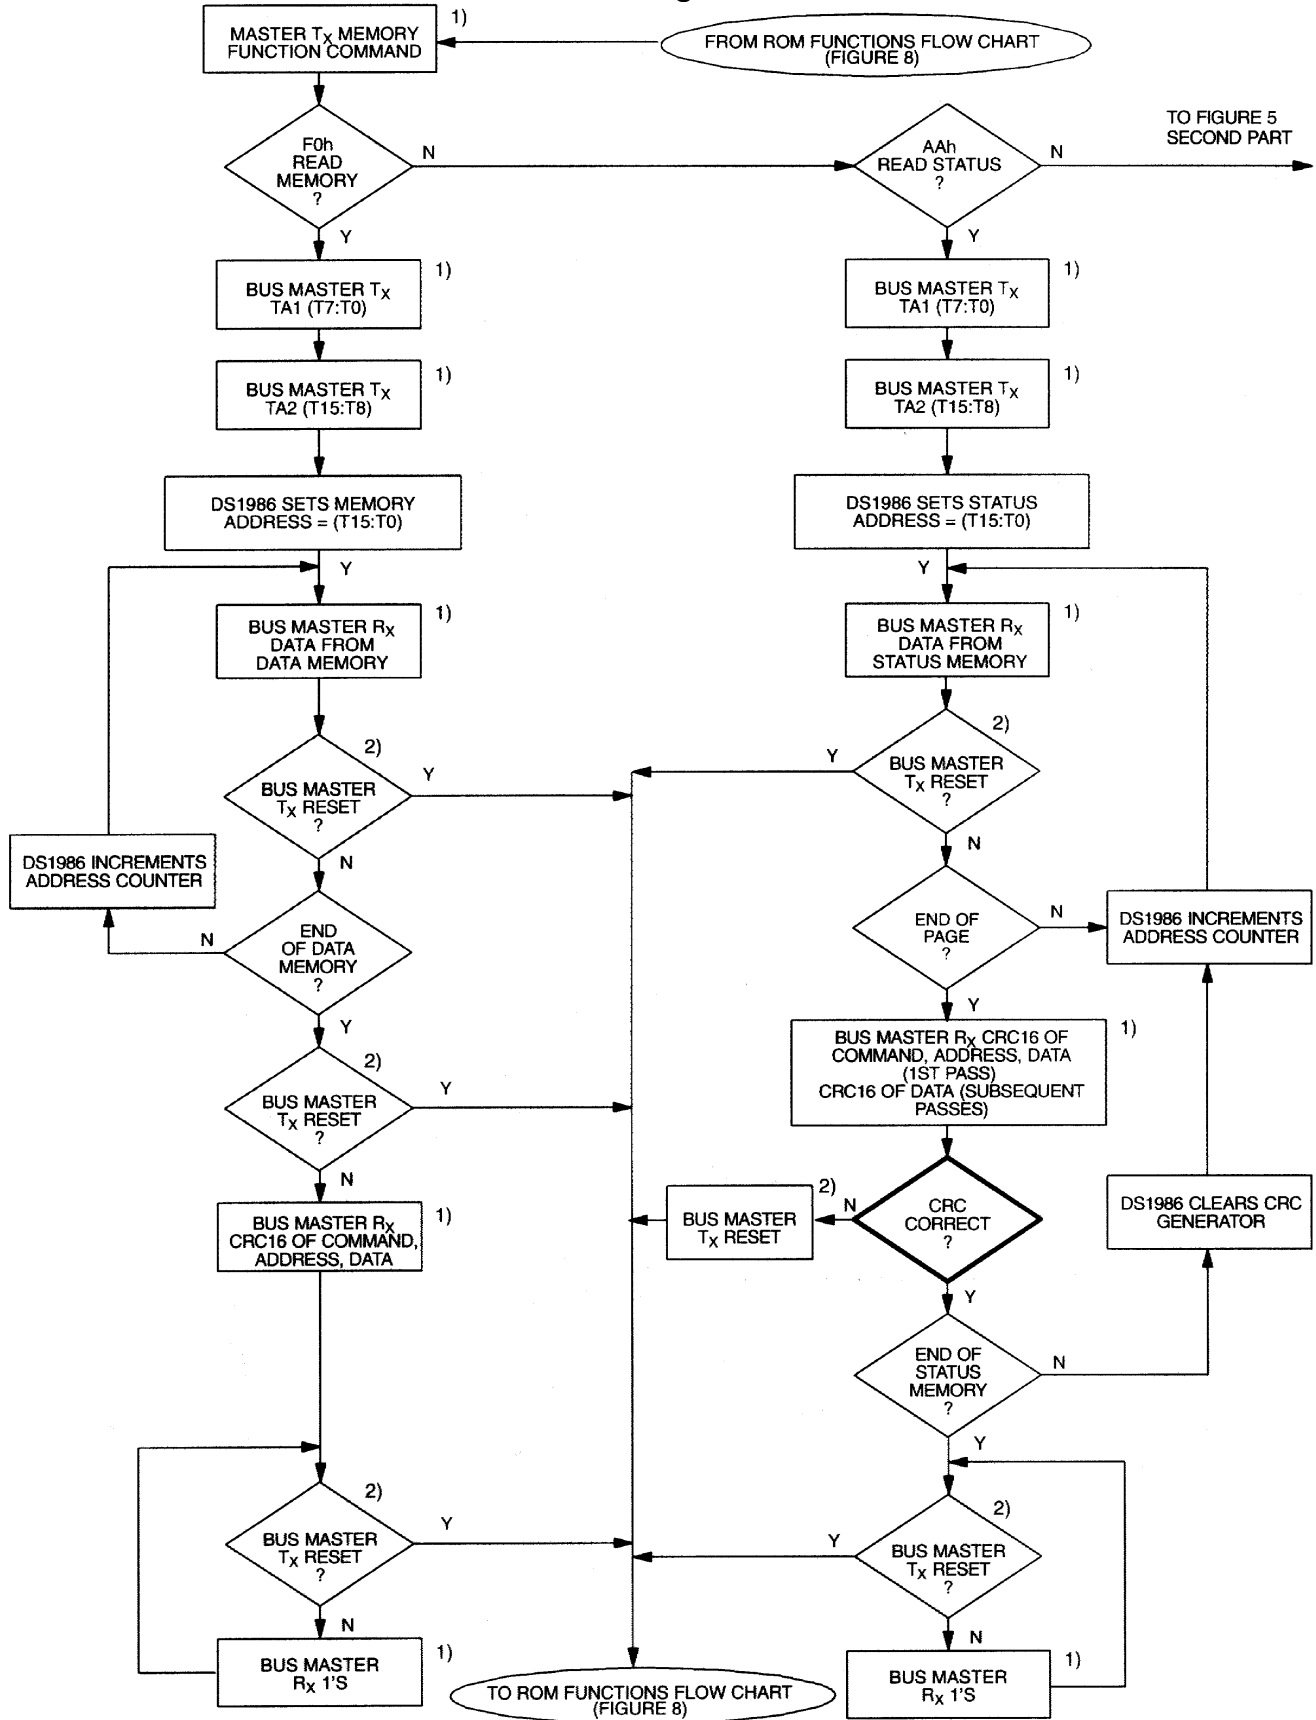 MASTER TX MEMORY
FUNCTION COMMAND
1)
FROM ROM FUNCTIONS FLOW CHART
(FIGURE 8)
F0h
READ
MEMORY
?
N
Y
AAh
READ STATUS
?
N
Y
TO FIGURE 5
SECOND PART
BUS MASTER TX
TA1 (T7:T0)
1)
BUS MASTER TX
TA2 (T15:T8)
1)
DS1986 SETS MEMORY
ADDRESS = (T15:T0)
Y
BUS MASTER RX
DATA FROM
DATA MEMORY
1)
BUS MASTER
TX RESET
?
2)
Y
N
DS1986 INCREMENTS
ADDRESS COUNTER
END
OF DATA
MEMORY
?
N
Y
BUS MASTER
TX RESET
?
2)
Y
N
BUS MASTER RX
CRC16 OF COMMAND,
ADDRESS, DATA
1)
BUS MASTER
TX RESET
?
2)
Y
N
BUS MASTER
RX 1'S
1)
BUS MASTER TX
TA1 (T7:T0)
1)
BUS MASTER TX
TA2 (T15:T8)
1)
DS1986 SETS STATUS
ADDRESS = (T15:T0)
Y
BUS MASTER RX
DATA FROM
STATUS MEMORY
1)
BUS MASTER
TX RESET
?
2)
Y
N
END OF
PAGE
?
N
Y
DS1986 INCREMENTS
ADDRESS COUNTER
BUS MASTER RX CRC16 OF
COMMAND, ADDRESS, DATA
(1ST PASS)
CRC16 OF DATA (SUBSEQUENT
PASSES)
1)
CRC
CORRECT
?
N
Y
BUS MASTER
TX RESET
2)
DS1986 CLEARS CRC
GENERATOR
END OF
STATUS
MEMORY
?
N
Y
BUS MASTER
TX RESET
?
2)
Y
N
BUS MASTER
RX 1'S
1)
TO ROM FUNCTIONS FLOW CHART
(FIGURE 8)